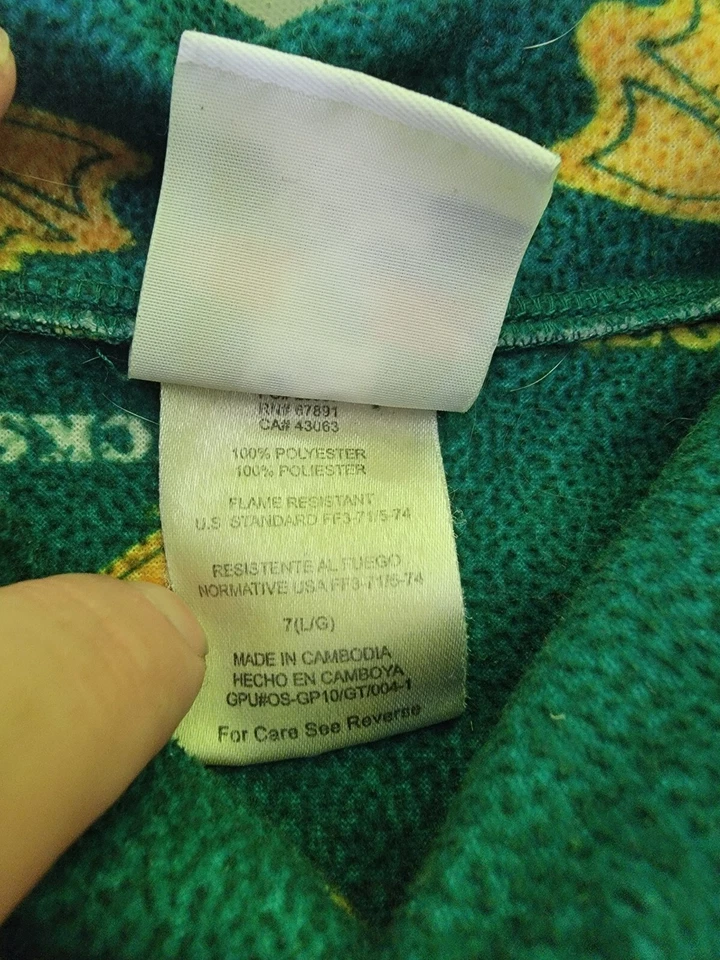 RN# 67891
CA# 43063
100% POLYESTER
100% POLIESTER
FLAME RESISTANT
U.S STANDARD FF3-71/5-74
RESISTENTE AL FUEGO
NORMATIVE USA FF3-71/5-74
7(L/G)
MADE IN CAMBODIA
HECHO EN CAMBOYA
GPU#OS-GP10/GT/004-1
For Care See Reverse
CKS